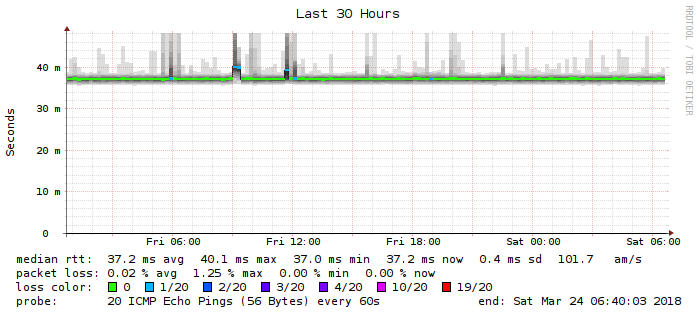 Last 30 Hours
RRDTOOL / TOBI OETIKER
Seconds
40 m
30 m
20 m
10 m
0
Fri 06:00 Fri 12:00 Fri 18:00 Sat 00:00 Sat 06:00
median rtt: 37.2 ms avg 40.1 ms max 37.0 ms min 37.2 ms now 0.4 ms sd 101.7 am/s
packet loss: 0.02 % avg 1.25 % max 0.00 % min 0.00 % now
loss color: 0 1/20 2/20 3/20 4/20 10/20 19/20
probe: 20 ICMP Echo Pings (56 Bytes) every 60s end: Sat Mar 24 06:40:03 2018